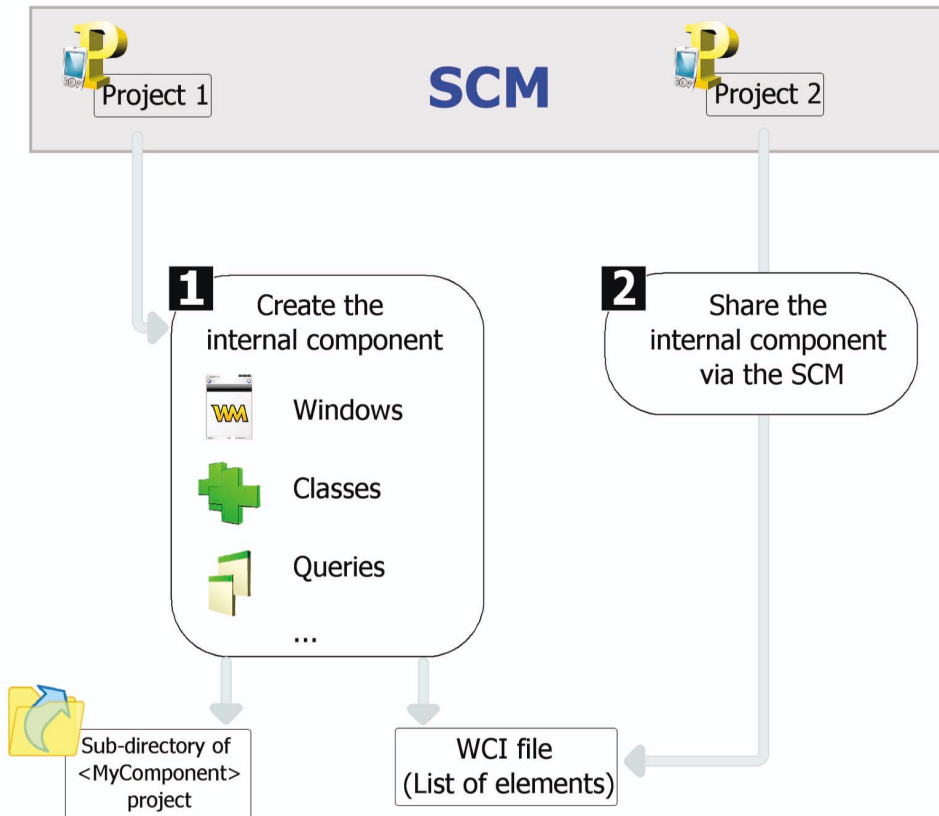 SCM
Project 1
Project 2
1
Create the
internal component
Windows
Classes
Queries
...
2
Share the
internal component
via the SCM
Sub-directory of
<MyComponent>
project
WCI file
(List of elements)